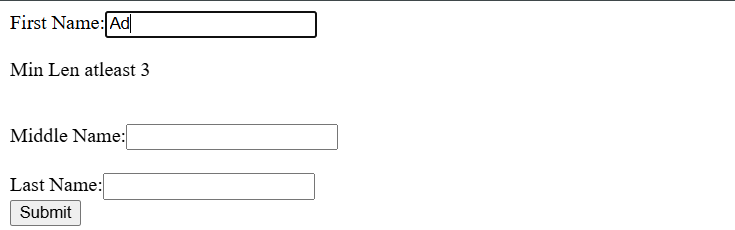 First Name: Ad
Min Len atleast 3
Middle Name:
Last Name:
Submit